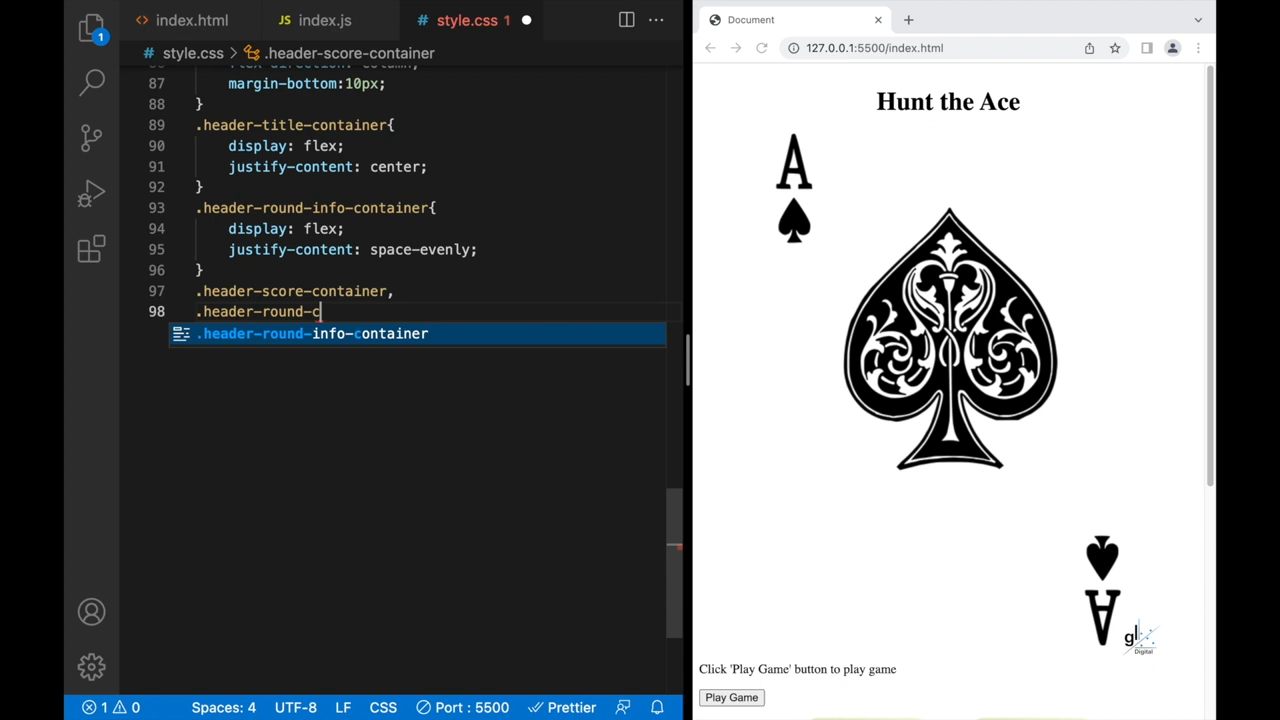 index.html
JS index.js
# style.css 1
...
# style.css > .header-score-container
87 margin-bottom:10px;
88 }
89 .header-title-container{
90 display: flex;
91 justify-content: center;
92 }
93 .header-round-info-container{
94 display: flex;
95 justify-content: space-evenly;
96 }
97 .header-score-container,
98 .header-round-c
.header-round-info-container
1
1 0
Spaces: 4
UTF-8
LF
CSS
Port : 5500
Prettier
Document
127.0.0.1:5500/index.html
Hunt the Ace
A
A
gl
Digital
Click 'Play Game' button to play game
Play Game